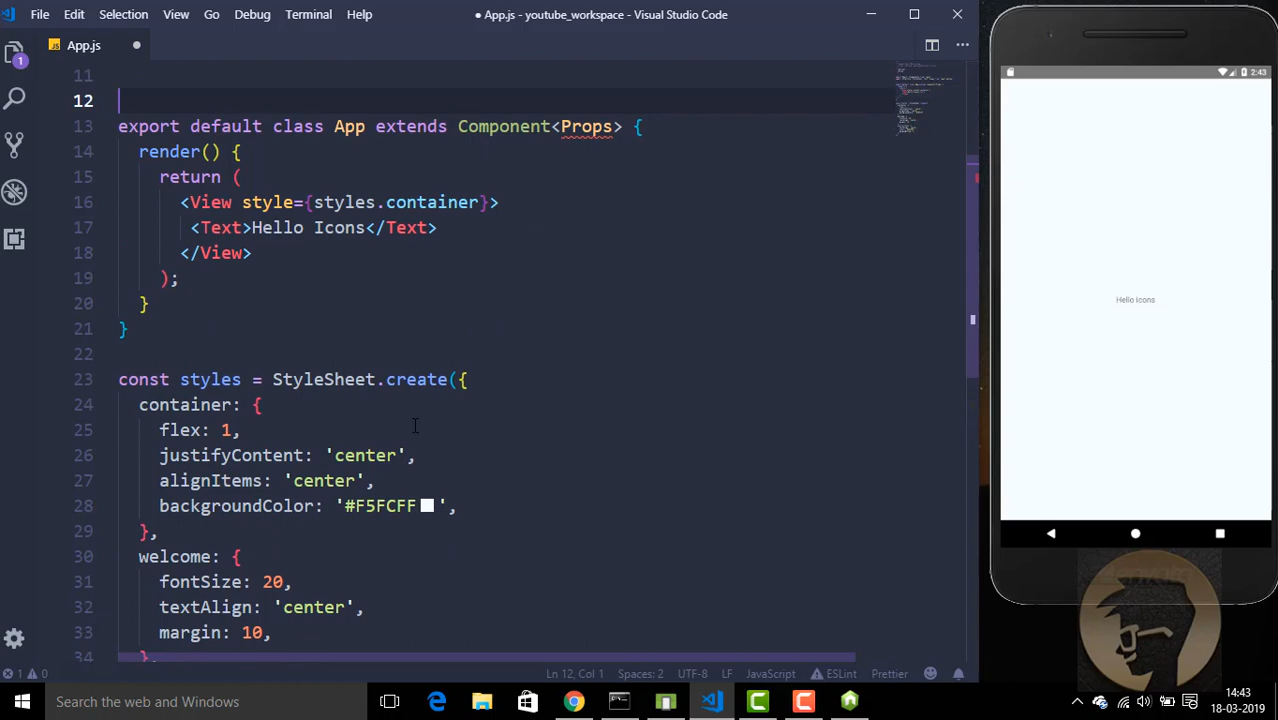 File Edit Selection View Go Debug Terminal Help ● App.js - youtube_workspace - Visual Studio Code
JS App.js
1
11
12
13 export default class App extends Component<Props> {
14 render() {
15 return (
16 <View style={styles.container}>
17 <Text>Hello Icons</Text>
18 </View>
19 );
20 }
21 }
22
23 const styles = StyleSheet.create({
24 container: {
25 flex: 1,
26 justifyContent: 'center',
27 alignItems: 'center',
28 backgroundColor: '#F5FCFF',
29 },
30 welcome: {
31 fontSize: 20,
32 textAlign: 'center',
33 margin: 10,
34 },
1 0 Ln 12, Col 1 Spaces: 2 UTF-8 LF JavaScript ESLint Prettier
2:43
Hello Icons
Search the web and Windows
14:43
18-03-2019